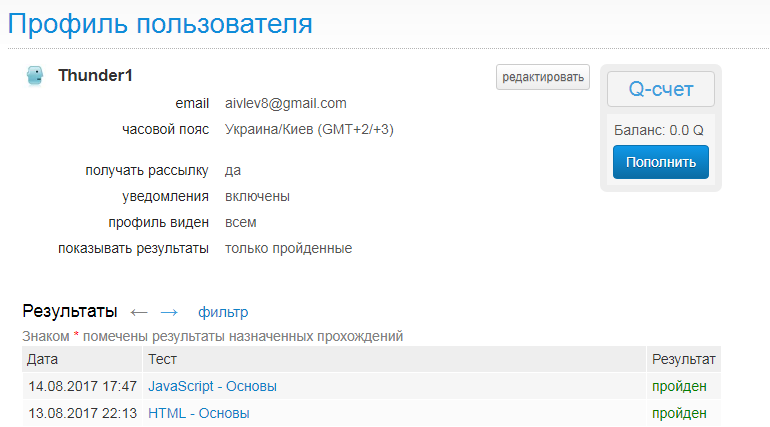 Профиль пользователя
Thunder1
редактировать
Q-счет
email aivlev8@gmail.com
часовой пояс Украина/Киев (GMT+2/+3)
Баланс: 0.0 Q
Пополнить
получать рассылку да
уведомления включены
профиль виден всем
показывать результаты только пройденные
Результаты ← → фильтр
Знаком * помечены результаты назначенных прохождений
Дата Тест Результат
14.08.2017 17:47 JavaScript - Основы пройден
13.08.2017 22:13 HTML - Основы пройден